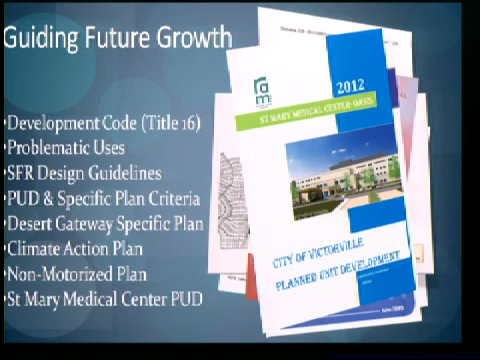 Guiding Future Growth
•Development Code (Title 16)
•Problematic Uses
•SFR Design Guidelines
•PUD & Specific Plan Criteria
•Desert Gateway Specific Plan
•Climate Action Plan
•Non-Motorized Plan
•St Mary Medical Center PUD
ram
2012
ST MARY MEDICAL CENTER-OASIS
CITY OF VICTORVILLE
PLANNED UNIT DEVELOPMENT